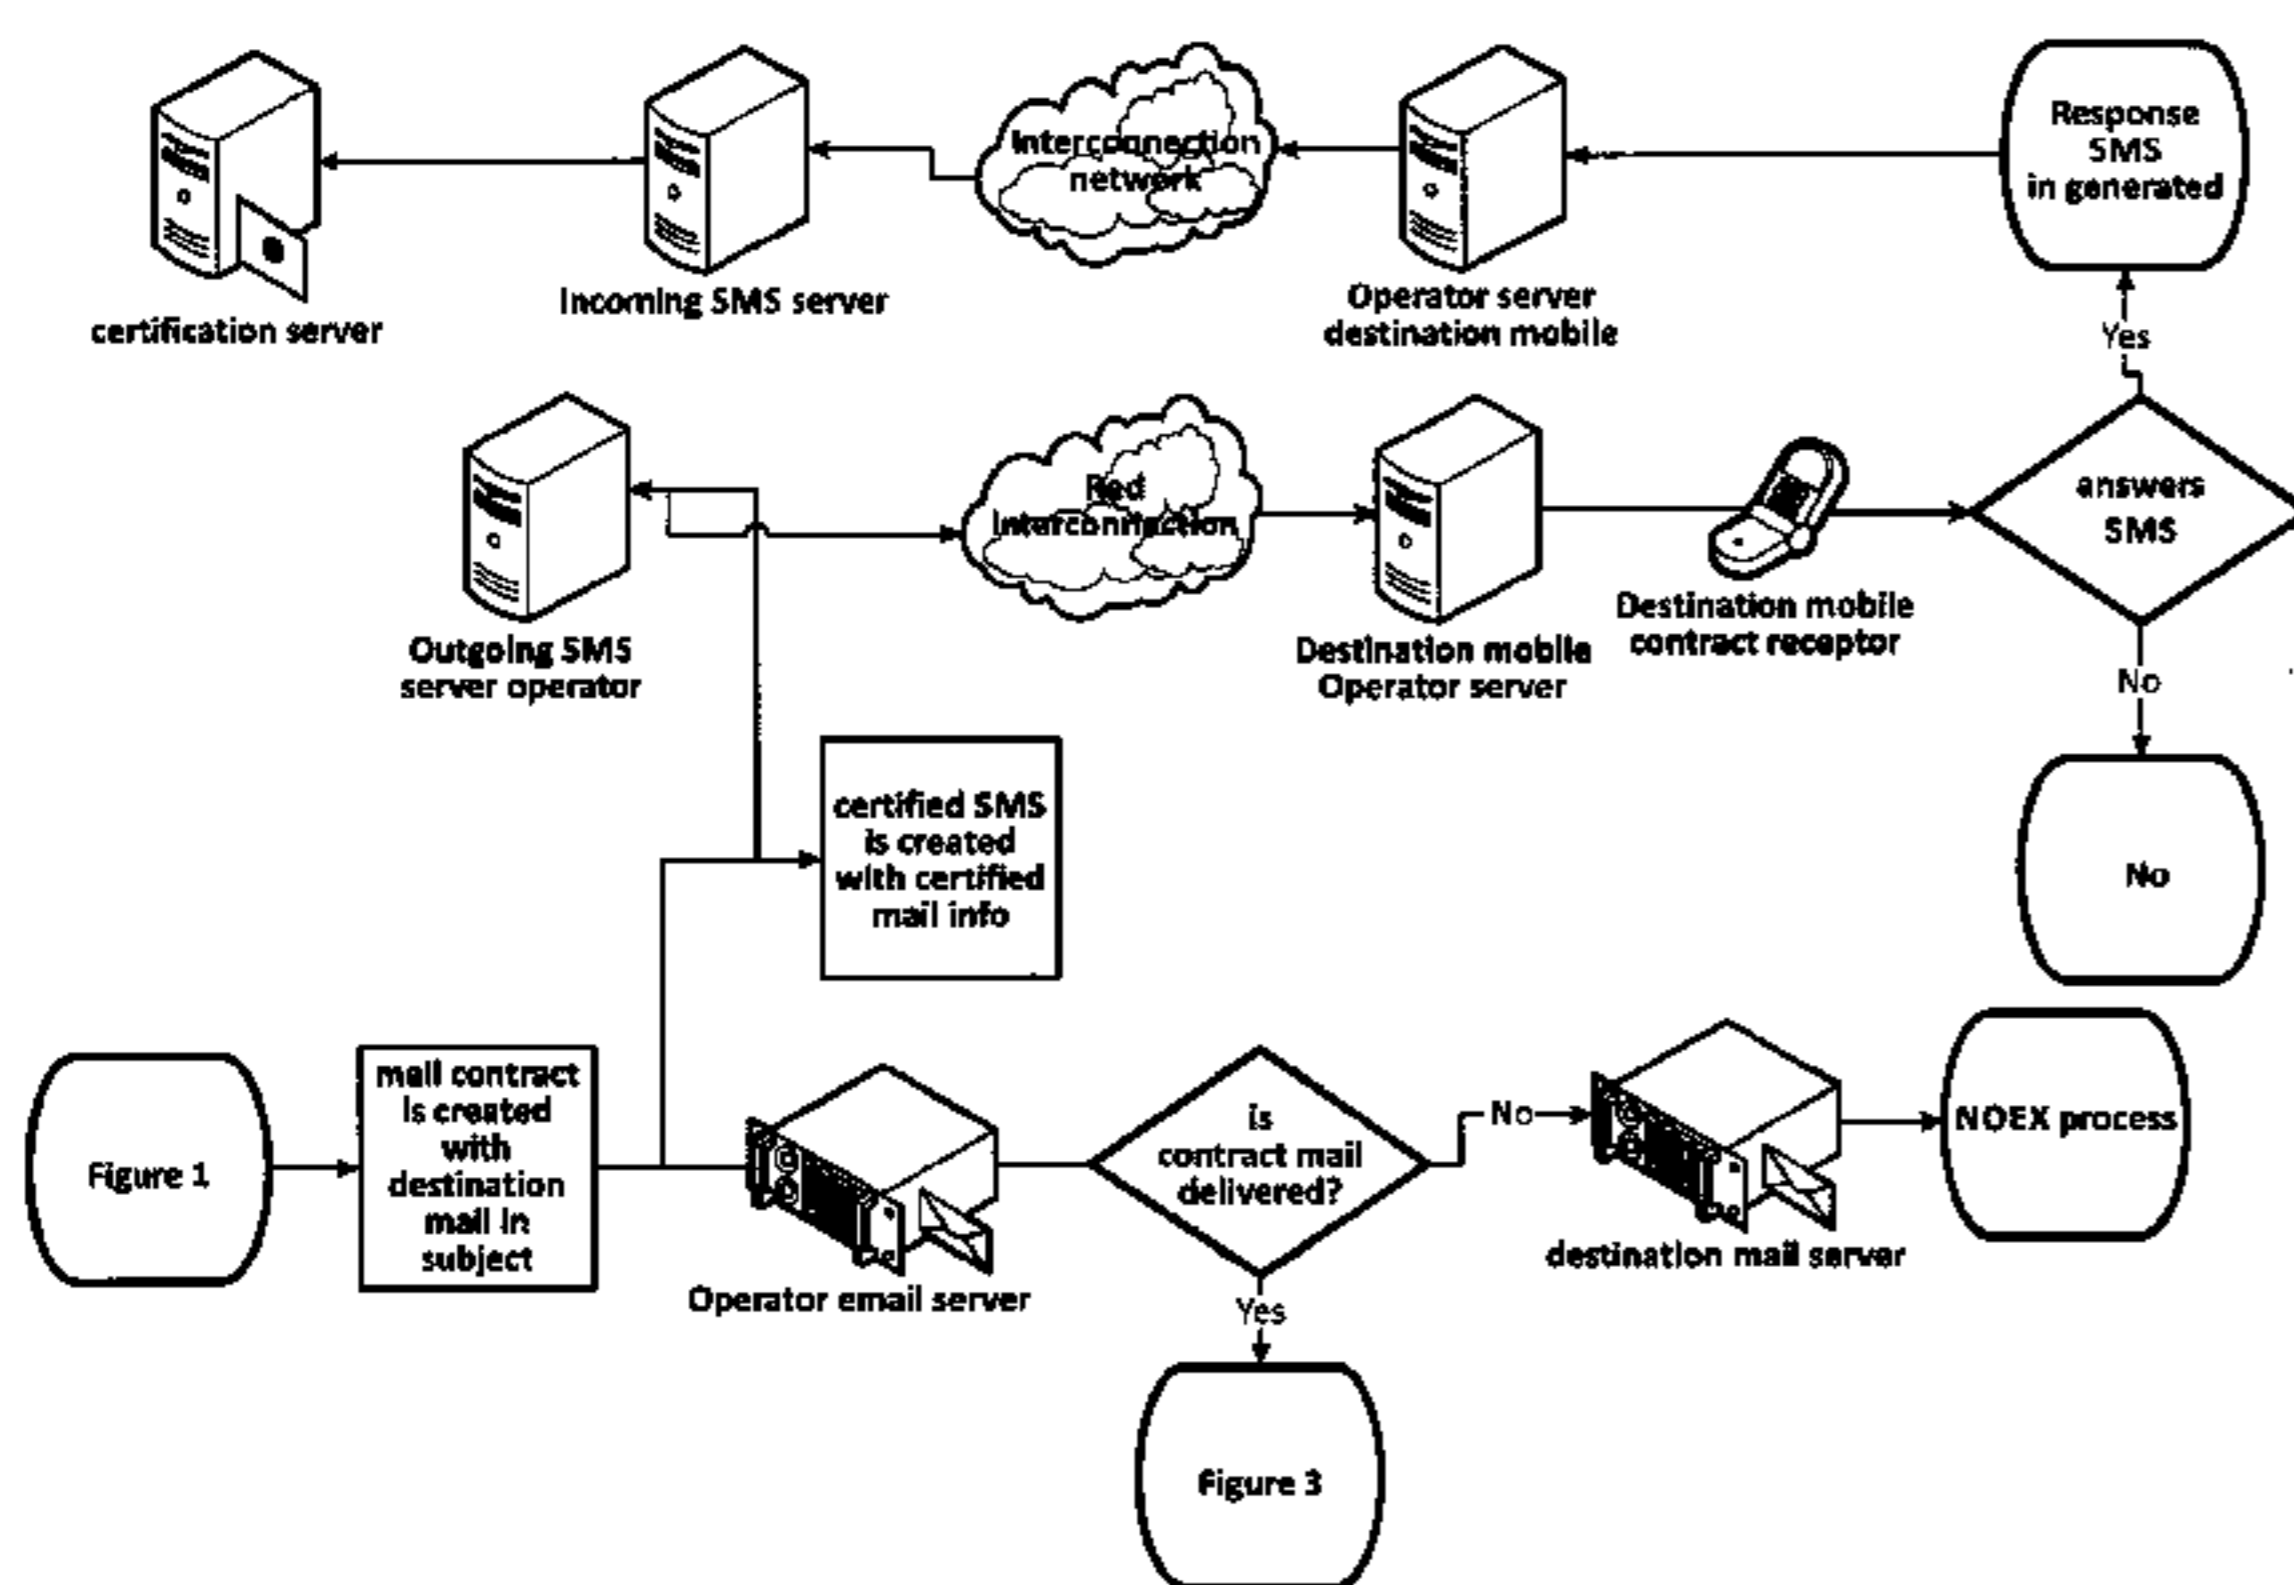 Response
SMS
in generated
Interconnection
network
certification server
Incoming SMS server
Operator server
destination mobile
Yes
answers
SMS
Red
Interconnection
Outgoing SMS
server operator
Destination mobile
Operator server
Destination mobile
contract receptor
No
No
certified SMS
is created
with certified
mail info
Figure 1
mail contract
is created
with
destination
mail in
subject
Operator email server
is
contract mail
delivered?
No
destination mail server
NOEX process
Yes
Figure 3